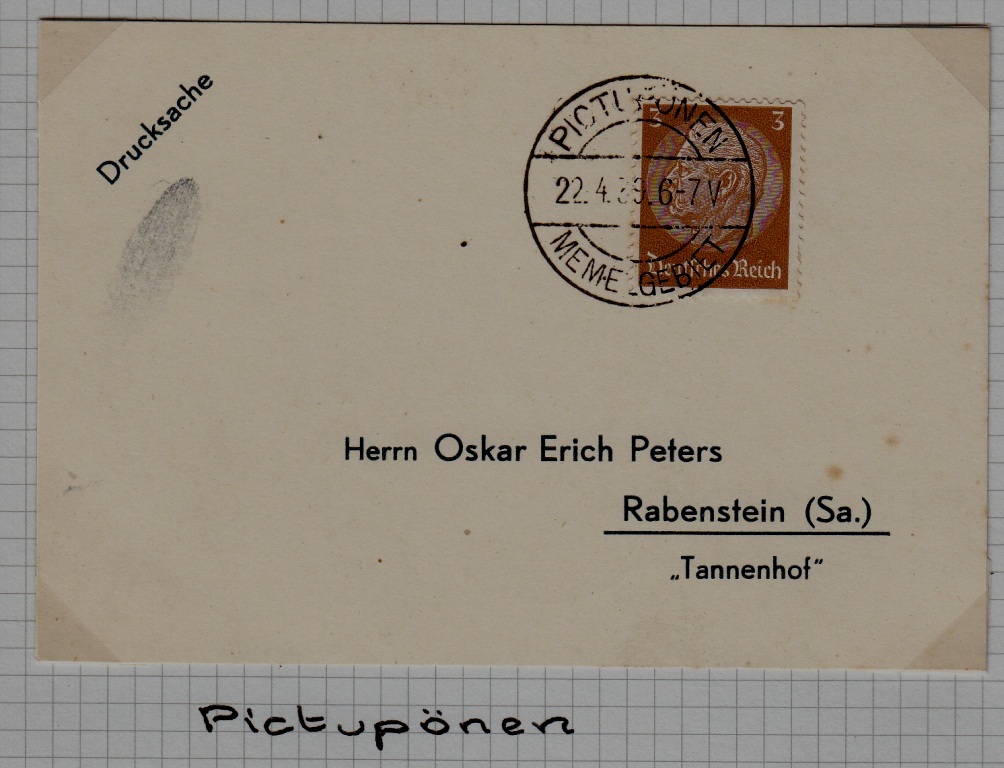 Drucksache
PICTUPÖNEN
3 3
22.4.39.6-7V
MEMELGEBIET
Deutsches Reich
Herrn Oskar Erich Peters
Rabenstein (Sa.)
„Tannenhof“
Pictupönen